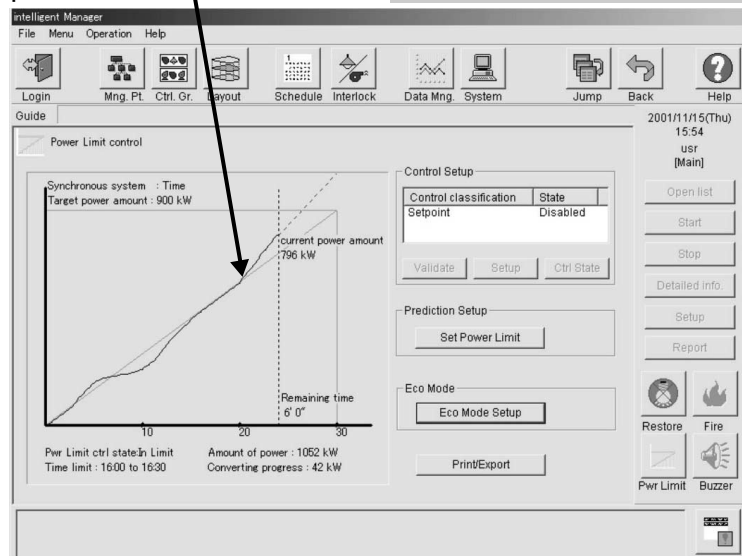 intelligent Manager
File Menu Operation Help
Login Mng. Pt. Ctrl. Gr. Layout Schedule Interlock Data Mng. System Jump Back Help
Guide
2001/11/15(Thu)
15:54
usr
[Main]
Power Limit control
Synchronous system : Time
Target power amount : 900 kW
current power amount
796 kW
Remaining time
6' 0"
10 20 30
Pwr Limit ctrl state:In Limit
Amount of power : 1052 kW
Time limit : 16:00 to 16:30
Converting progress : 42 kW
Control Setup
Control classification State
Setpoint Disabled
Validate Setup Ctrl State
Prediction Setup
Set Power Limit
Eco Mode
Eco Mode Setup
Print/Export
Open list
Start
Stop
Detailed info.
Setup
Report
Restore Fire
Pwr Limit Buzzer